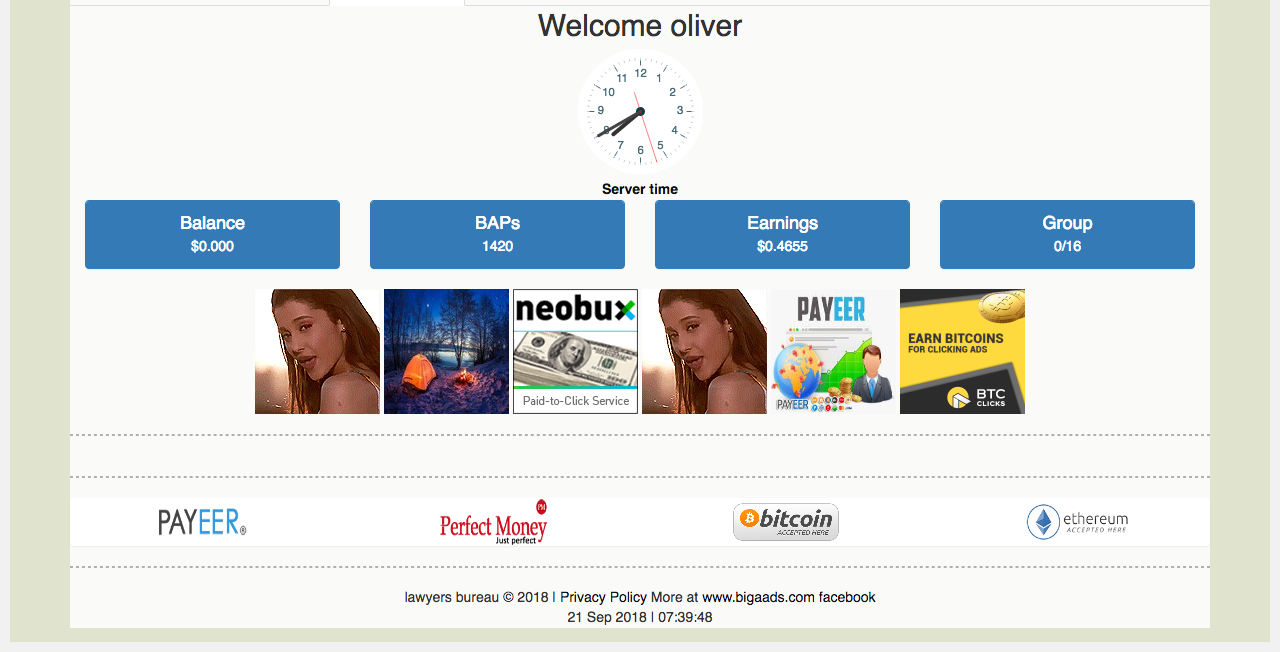 Welcome oliver
12
11 1
10 2
9 3
8 4
7 5
6
Server time
Balance
$0.000
BAPs
1420
Earnings
$0.4655
Group
0/16
neobux
Paid-to-Click Service
PAYEER
PAYEER
EARN BITCOINS
FOR CLICKING ADS
BTC
CLICKS
PAYEER®
PM
Perfect Money
Just perfect
bitcoin
ACCEPTED HERE
ethereum
ACCEPTED HERE
lawyers bureau © 2018 | Privacy Policy More at www.bigaads.com facebook
21 Sep 2018 | 07:39:48